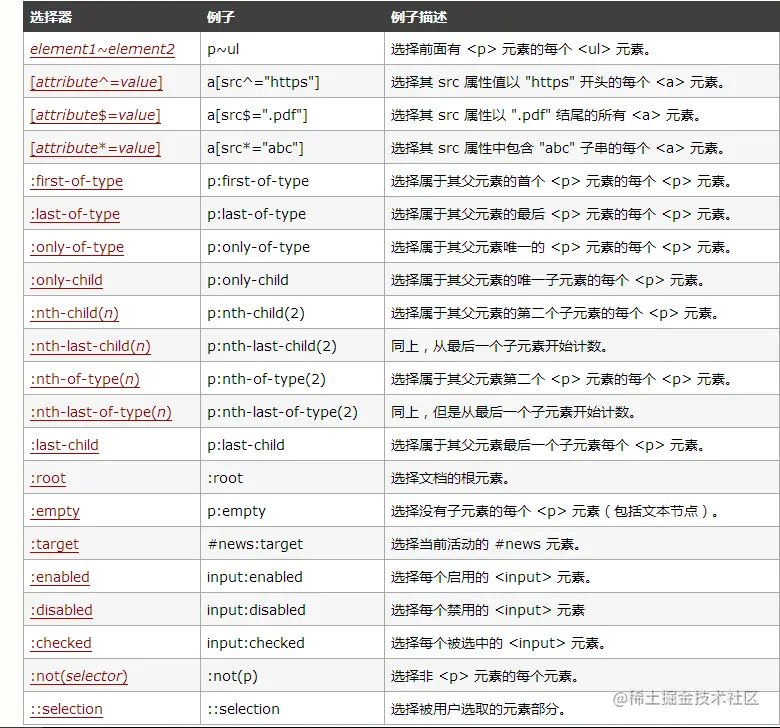 选择器 例子 例子描述
element1~element2 p~ul 选择前面有 <p> 元素的每个 <ul> 元素。
[attribute^=value] a[src^="https"] 选择其 src 属性值以 "https" 开头的每个 <a> 元素。
[attribute$=value] a[src$=".pdf"] 选择其 src 属性以 ".pdf" 结尾的所有 <a> 元素。
[attribute*=value] a[src*="abc"] 选择其 src 属性中包含 "abc" 子串的每个 <a> 元素。
:first-of-type p:first-of-type 选择属于其父元素的首个 <p> 元素的每个 <p> 元素。
:last-of-type p:last-of-type 选择属于其父元素的最后 <p> 元素的每个 <p> 元素。
:only-of-type p:only-of-type 选择属于其父元素唯一的 <p> 元素的每个 <p> 元素。
:only-child p:only-child 选择属于其父元素的唯一子元素的每个 <p> 元素。
:nth-child(n) p:nth-child(2) 选择属于其父元素的第二个子元素的每个 <p> 元素。
:nth-last-child(n) p:nth-last-child(2) 同上，从最后一个子元素开始计数。
:nth-of-type(n) p:nth-of-type(2) 选择属于其父元素第二个 <p> 元素的每个 <p> 元素。
:nth-last-of-type(n) p:nth-last-of-type(2) 同上，但是从最后一个子元素开始计数。
:last-child p:last-child 选择属于其父元素最后一个子元素每个 <p> 元素。
:root :root 选择文档的根元素。
:empty p:empty 选择没有子元素的每个 <p> 元素（包括文本节点）。
:target #news:target 选择当前活动的 #news 元素。
:enabled input:enabled 选择每个启用的 <input> 元素。
:disabled input:disabled 选择每个禁用的 <input> 元素
:checked input:checked 选择每个被选中的 <input> 元素。
:not(selector) :not(p) 选择非 <p> 元素的每个元素。
::selection ::selection 选择被用户选取的元素部分。
@稀土掘金技术社区